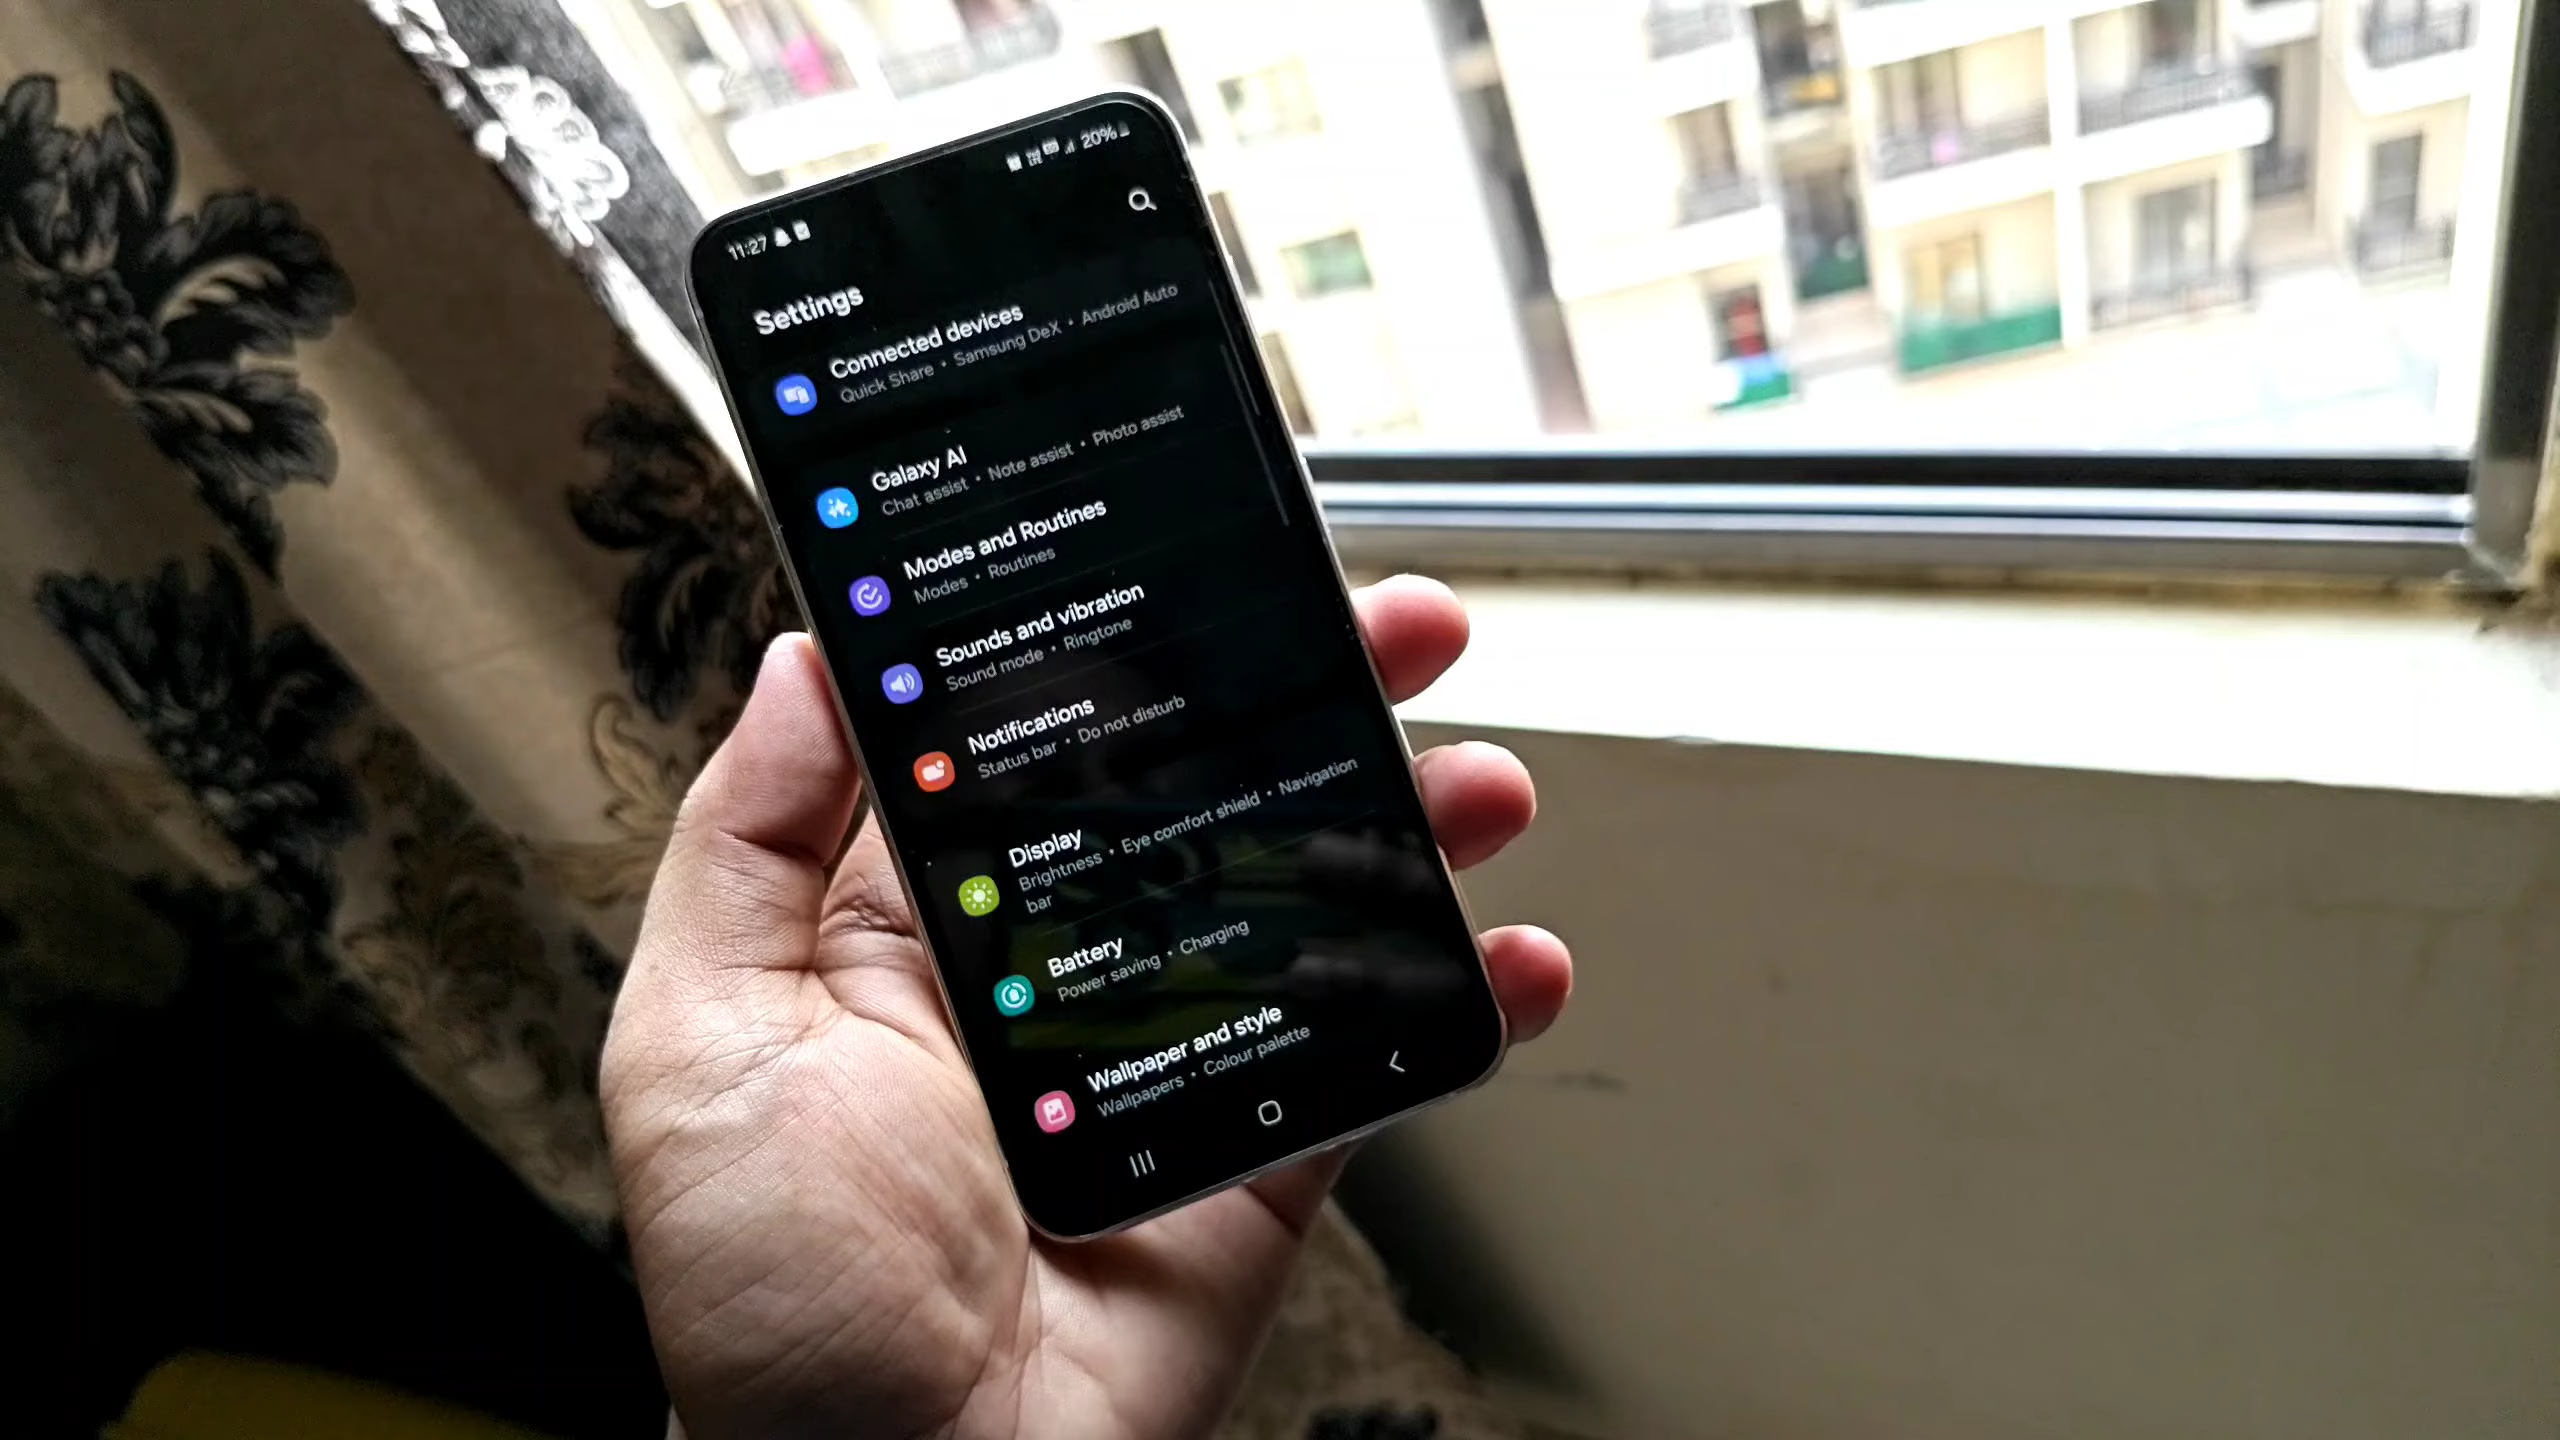 11:27
20%
Settings
Connected devices
Quick Share • Samsung DeX • Android Auto
Galaxy AI
Chat assist • Note assist • Photo assist
Modes and Routines
Modes • Routines
Sounds and vibration
Sound mode • Ringtone
Notifications
Status bar • Do not disturb
Display
Brightness • Eye comfort shield • Navigation
bar
Battery
Power saving • Charging
Wallpaper and style
Wallpapers • Colour palette